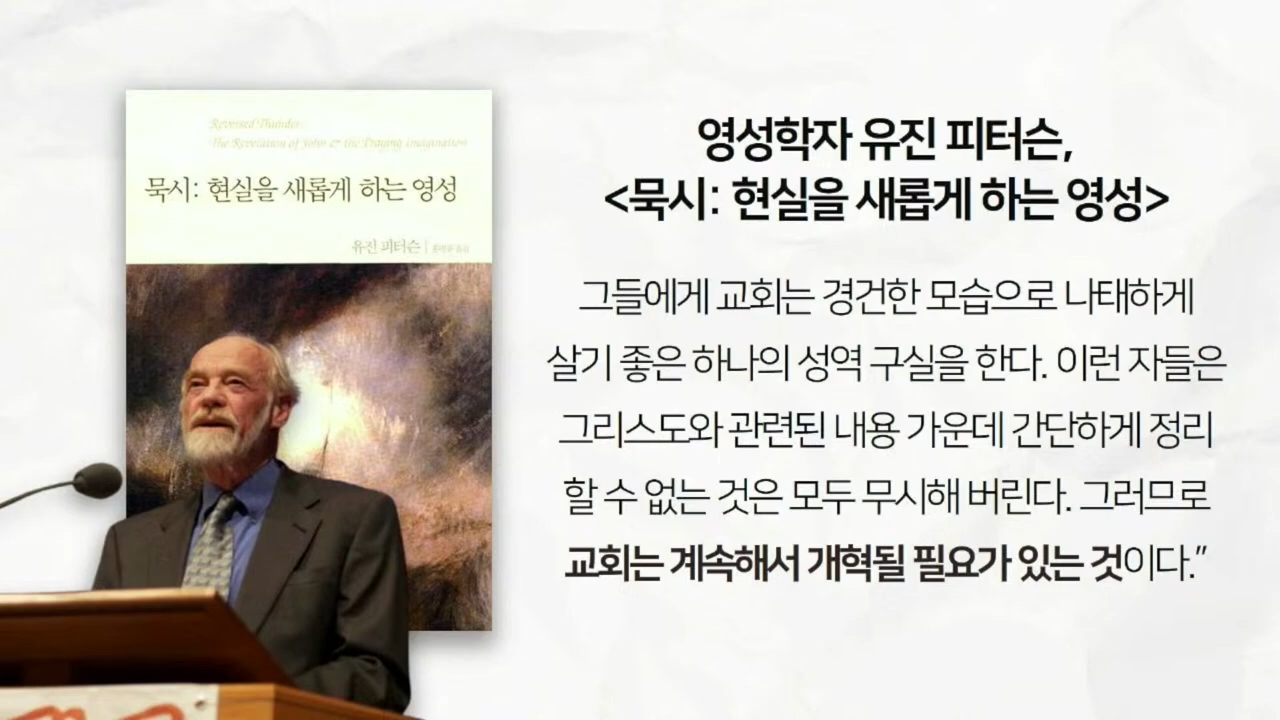 Reversed Thunder:
The Revelation of John & the Praying Imagination
묵시: 현실을 새롭게 하는 영성
유진 피터슨 |
영성학자 유진 피터슨,
<묵시: 현실을 새롭게 하는 영성>
그들에게 교회는 경건한 모습으로 나태하게
살기 좋은 하나의 성역 구실을 한다. 이런 자들은
그리스도와 관련된 내용 가운데 간단하게 정리
할 수 없는 것은 모두 무시해 버린다. 그러므로
교회는 계속해서 개혁될 필요가 있는 것이다.”